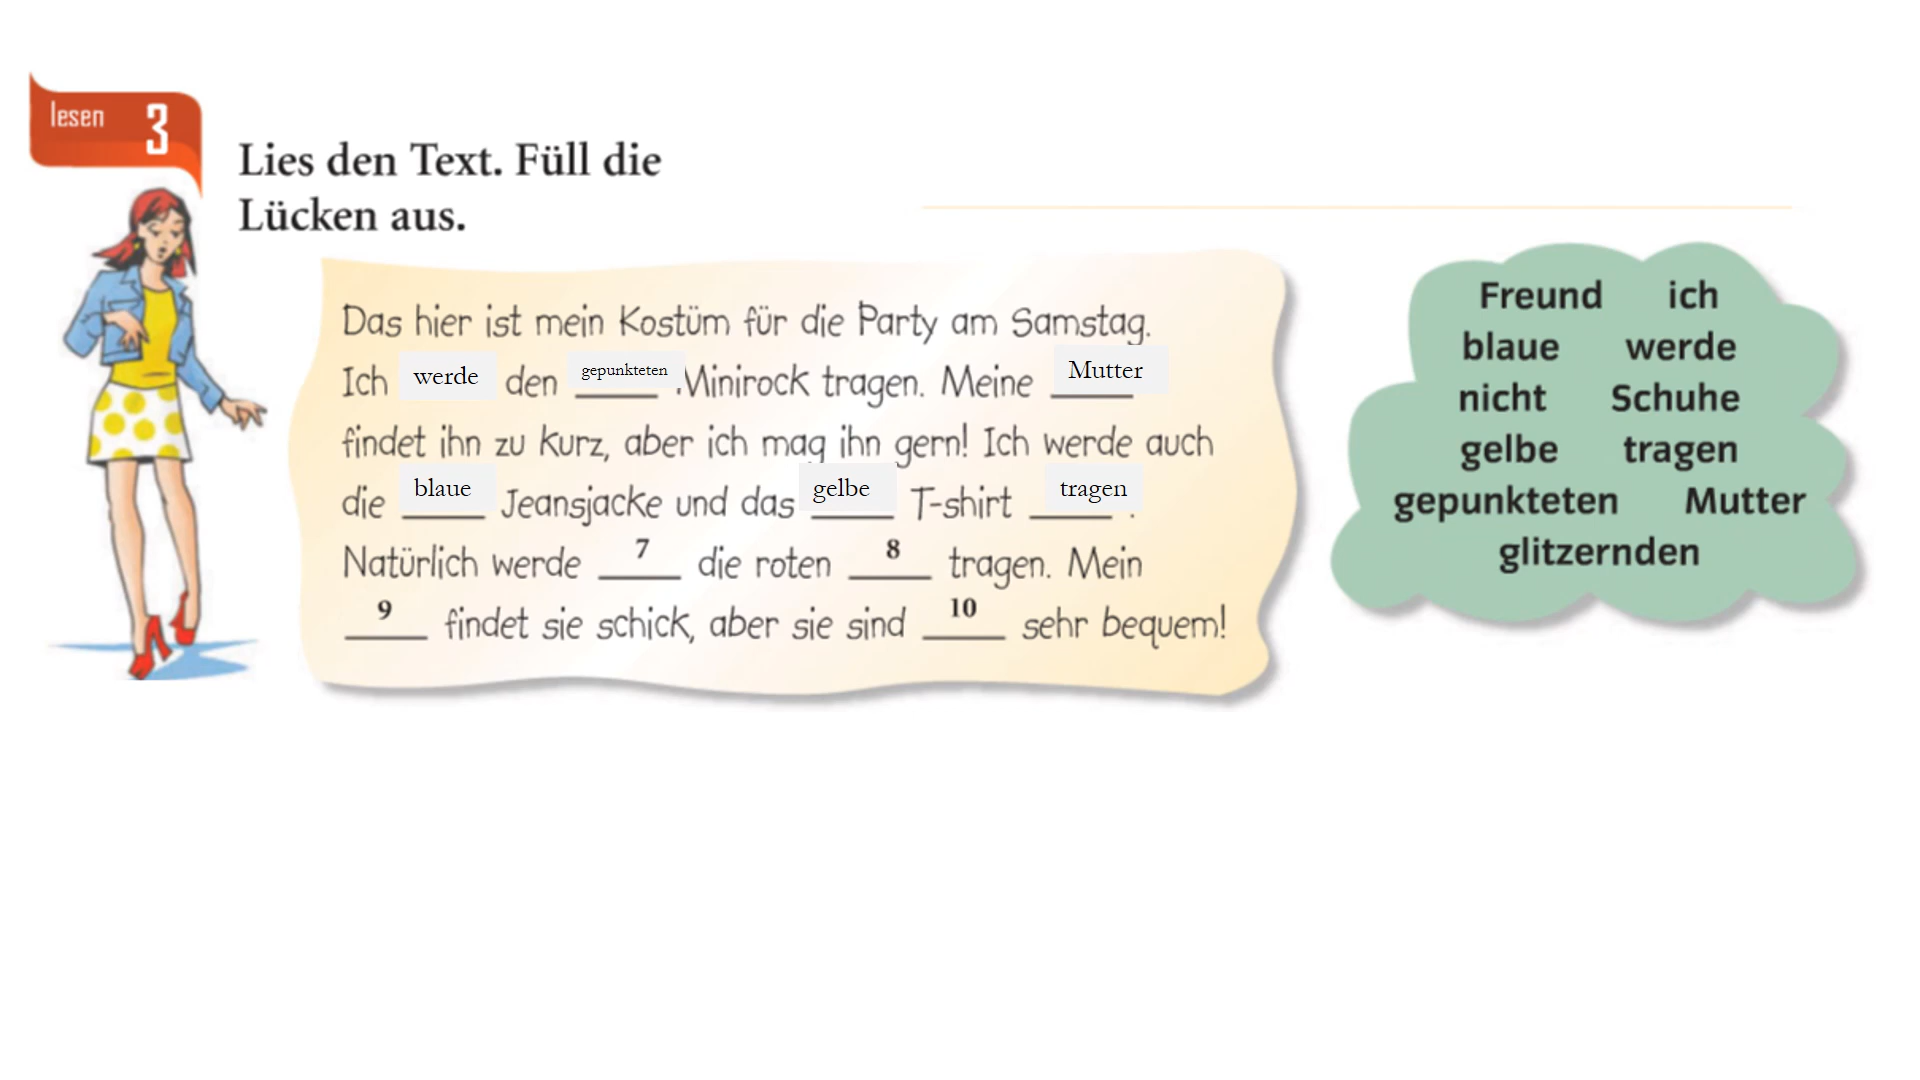 lesen 3
Lies den Text. Füll die
Lücken aus.
Das hier ist mein Kostüm für die Party am Samstag.
Ich werde den gepunkteten Minirock tragen. Meine Mutter
findet ihn zu kurz, aber ich mag ihn gern! Ich werde auch
die blaue Jeansjacke und das gelbe T-shirt tragen.
Natürlich werde 7 die roten 8 tragen. Mein
9 findet sie schick, aber sie sind 10 sehr bequem!
Freund ich
blaue werde
nicht Schuhe
gelbe tragen
gepunkteten Mutter
glitzernden